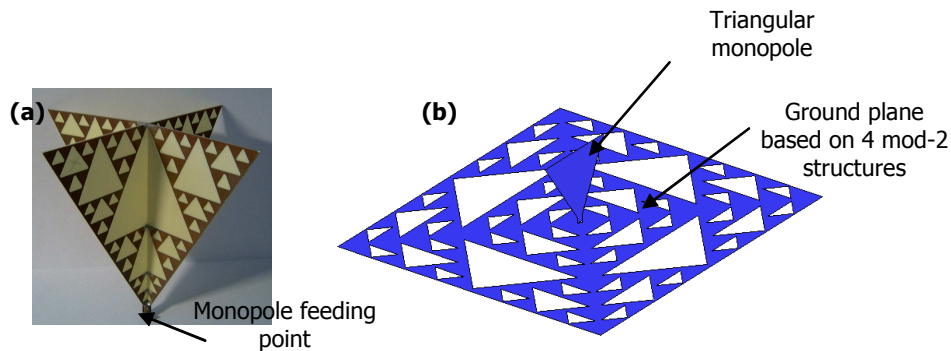 (a)
Monopole feeding
point
(b)
Triangular
monopole
Ground plane
based on 4 mod-2
structures